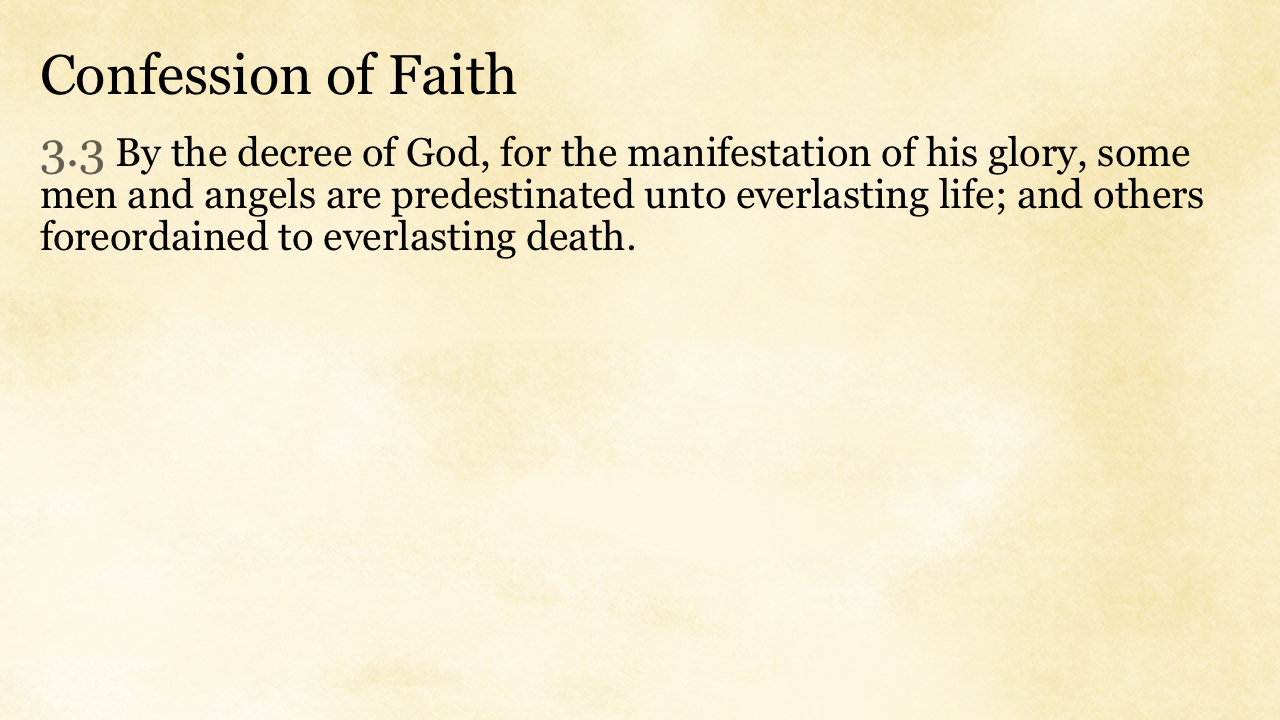 Confession of Faith
3.3 By the decree of God, for the manifestation of his glory, some
men and angels are predestinated unto everlasting life; and others
foreordained to everlasting death.